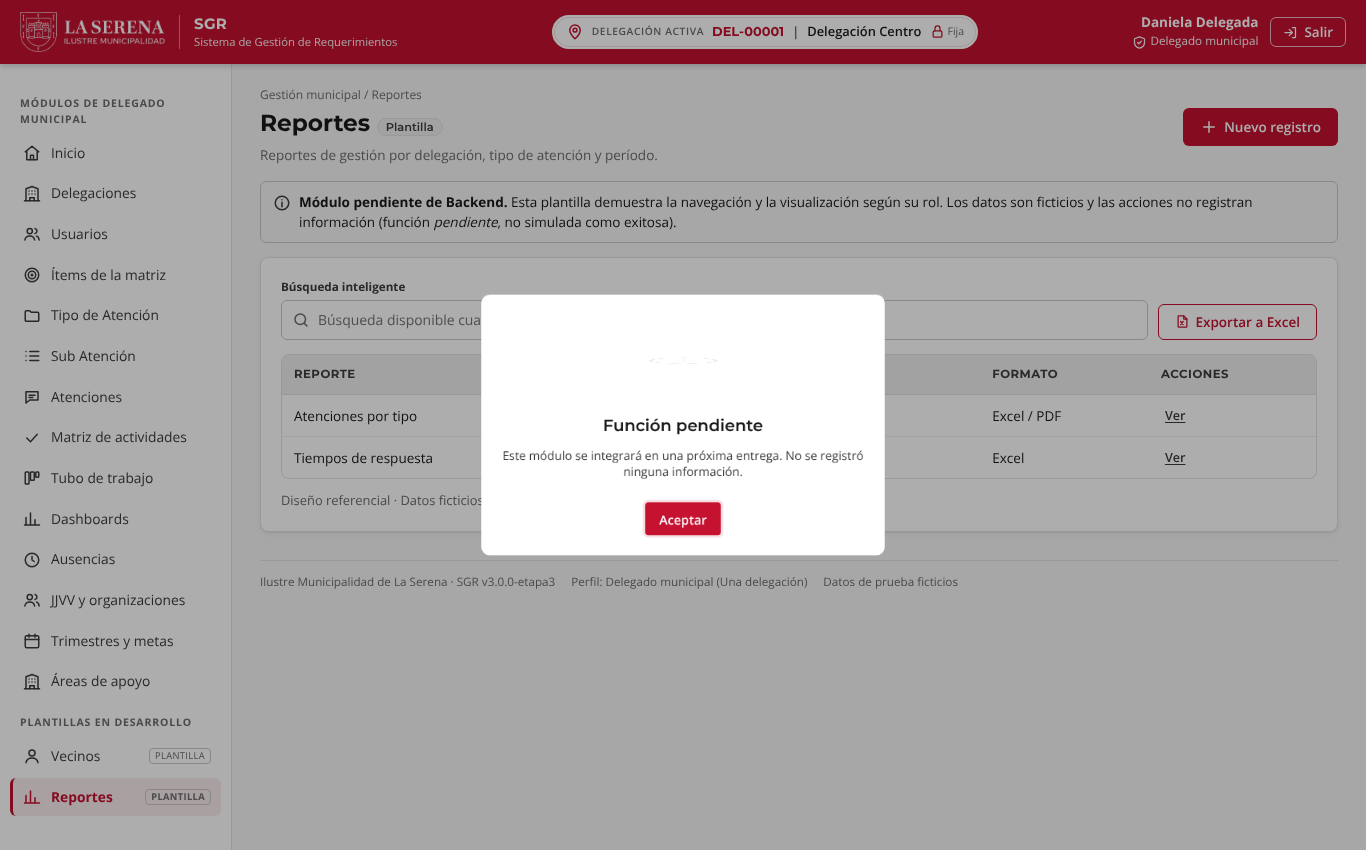 LA SERENA
ILUSTRE MUNICIPALIDAD
SGR
Sistema de Gestión de Requerimientos
DELEGACIÓN ACTIVA DEL-00001 | Delegación Centro Fija
Daniela Delegada
Delegado municipal
Salir
MÓDULOS DE DELEGADO
MUNICIPAL
Inicio
Delegaciones
Usuarios
Ítems de la matriz
Tipo de Atención
Sub Atención
Atenciones
Matriz de actividades
Tubo de trabajo
Dashboards
Ausencias
JJVV y organizaciones
Trimestres y metas
Áreas de apoyo
PLANTILLAS EN DESARROLLO
Vecinos PLANTILLA
Reportes PLANTILLA
Gestión municipal / Reportes
Reportes Plantilla
Nuevo registro
Reportes de gestión por delegación, tipo de atención y período.
Módulo pendiente de Backend. Esta plantilla demuestra la navegación y la visualización según su rol. Los datos son ficticios y las acciones no registran
información (función pendiente, no simulada como exitosa).
Búsqueda inteligente
Búsqueda disponible
Exportar a Excel
REPORTE FORMATO ACCIONES
Atenciones por tipo Excel / PDF Ver
Tiempos de respuesta Excel Ver
Diseño referencial · Datos ficticios
Función pendiente
Este módulo se integrará en una próxima entrega. No se registró
ninguna información.
Aceptar
Ilustre Municipalidad de La Serena · SGR v3.0.0-etapa3 Perfil: Delegado municipal (Una delegación) Datos de prueba ficticios